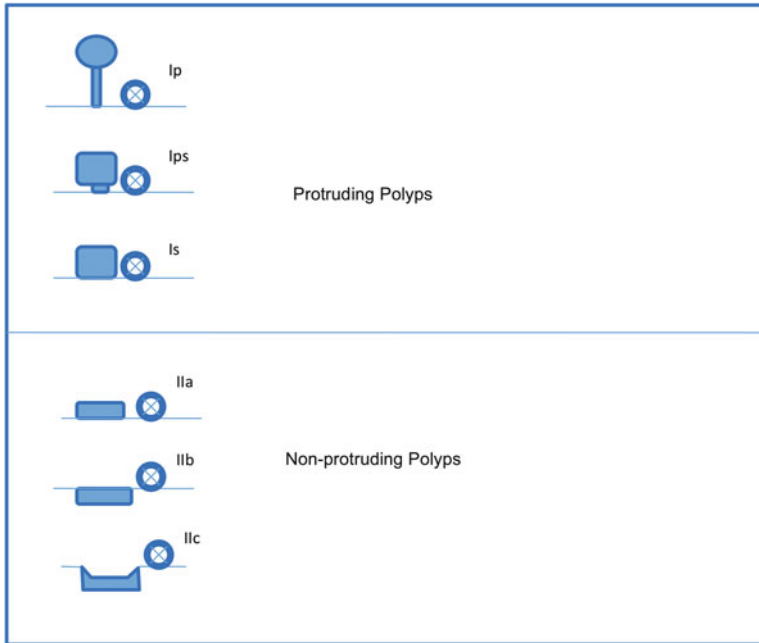 Ip
Ips
Protruding Polyps
Is
IIa
IIb
Non-protruding Polyps
IIc